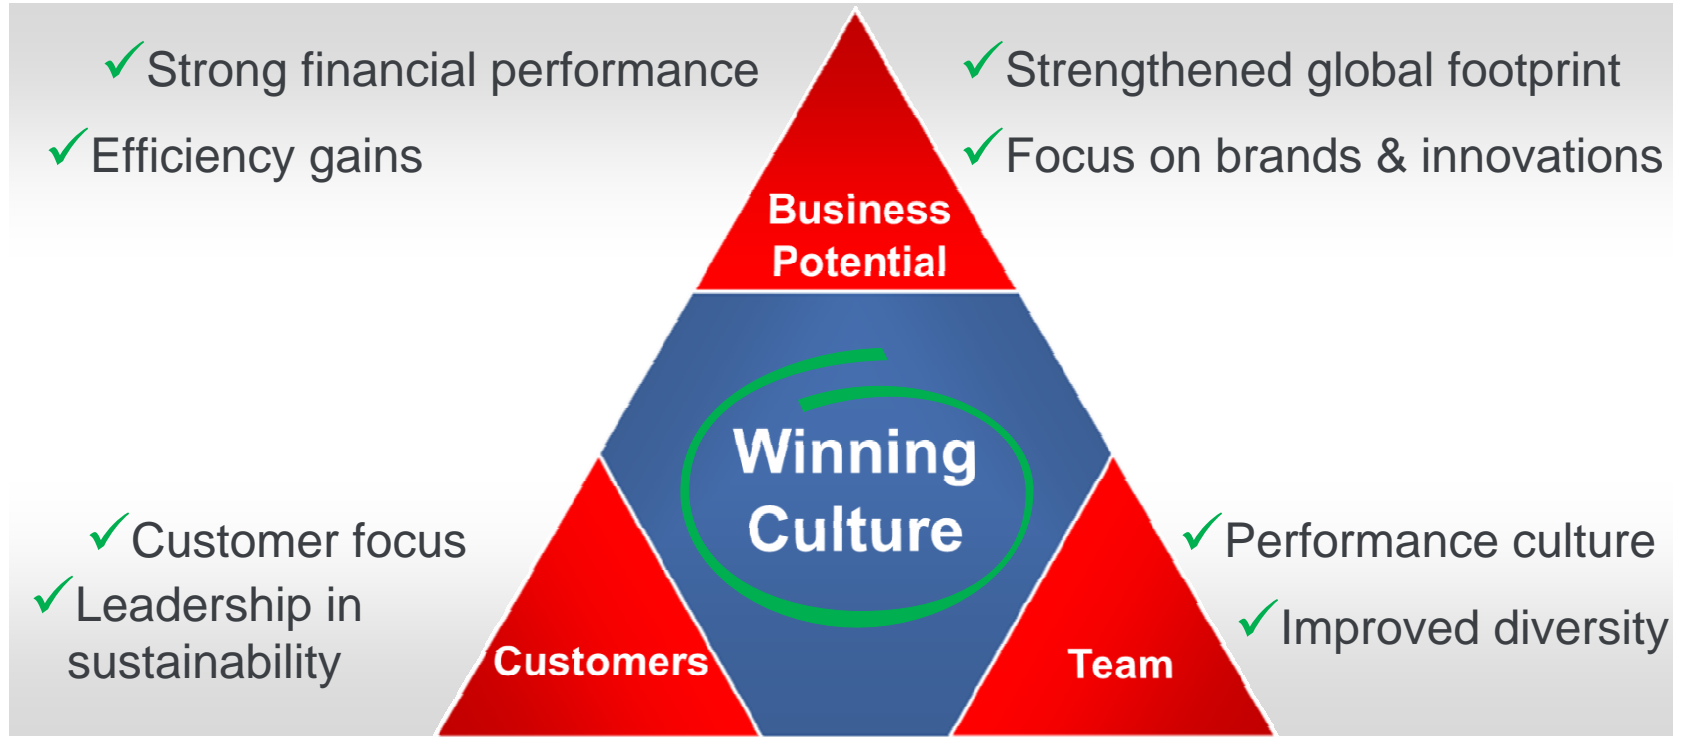 ✓Strong financial performance
✓Efficiency gains
✓Strengthened global footprint
✓Focus on brands & innovations
Business
Potential
Winning
Culture
✓Customer focus
✓Leadership in
sustainability
Customers
✓Performance culture
✓Improved diversity
Team